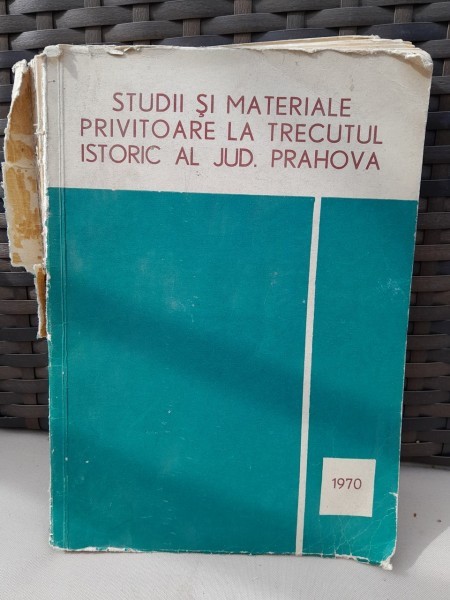 STUDII ŞI MATERIALE
PRIVITOARE LA TRECUTUL
ISTORIC AL JUD. PRAHOVA
1970